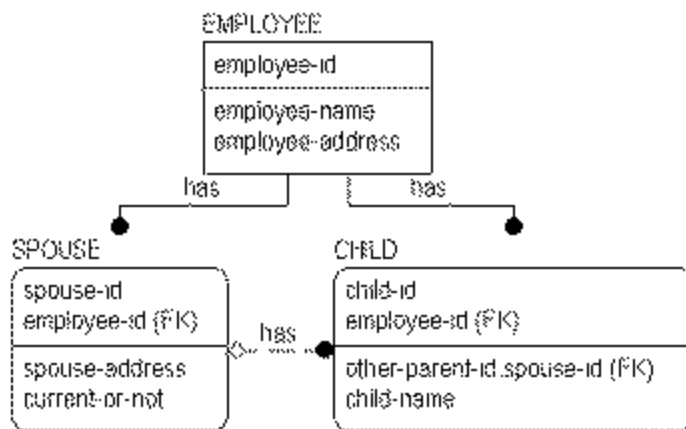 EMPLOYEE
employee-id
employee-name
employee-address
has
has
SPOUSE
spouse-id
employee-id (FK)
spouse-address
current-or-not
has
CHILD
child-id
employee-id (FK)
other-parent-id.spouse-id (FK)
child-name